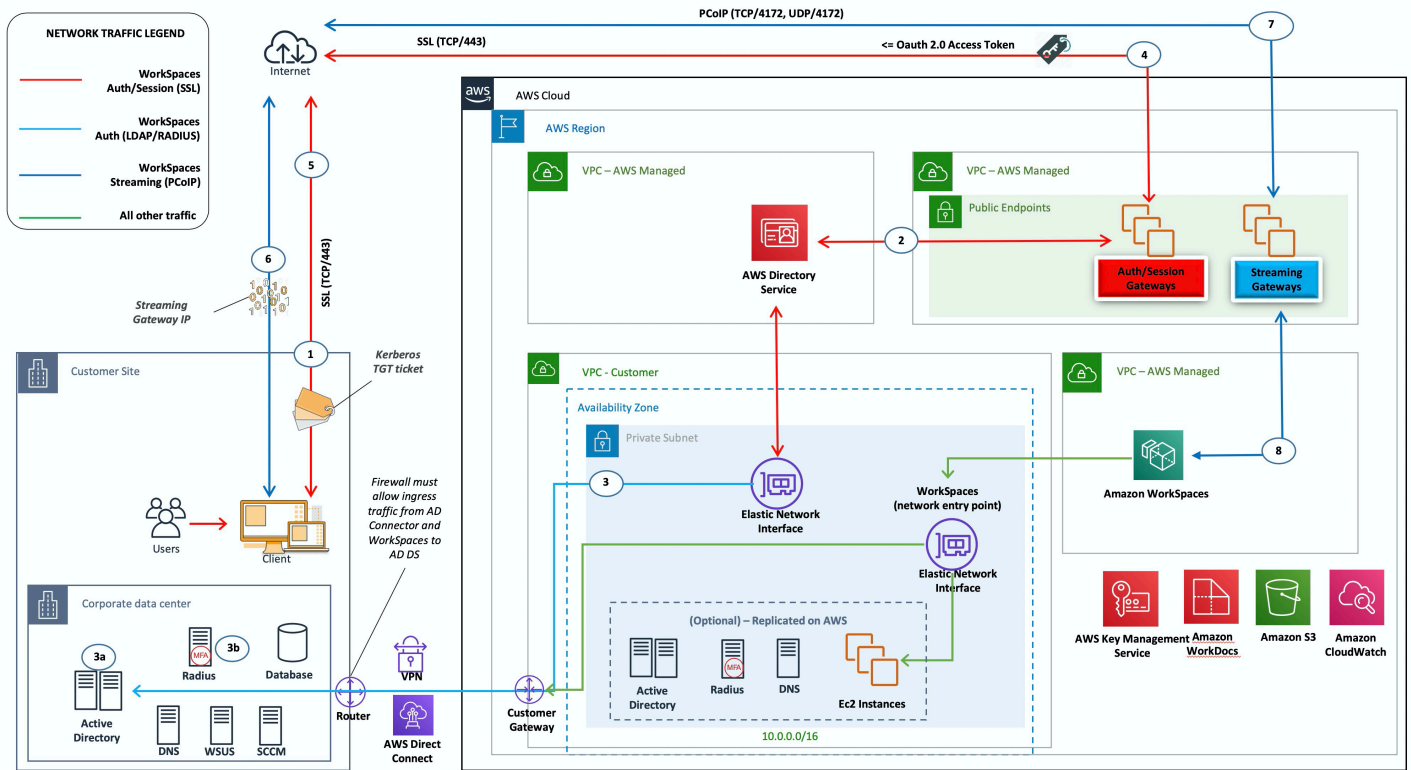 PCoIP (TCP/4172, UDP/4172)
7
NETWORK TRAFFIC LEGEND
WorkSpaces
Auth/Session (SSL)
WorkSpaces
Auth (LDAP/RADIUS)
WorkSpaces
Streaming (PCoIP)
All other traffic
Internet
SSL (TCP/443)
<= Oauth 2.0 Access Token
4
aws
AWS Cloud
AWS Region
VPC – AWS Managed
VPC – AWS Managed
Public Endpoints
5
6
SSL (TCP/443)
Streaming
Gateway IP
2
AWS Directory
Service
Auth/Session
Gateways
Streaming
Gateways
1
Kerberos
TGT ticket
Customer Site
VPC - Customer
VPC – AWS Managed
Availability Zone
Private Subnet
8
Amazon WorkSpaces
3
Elastic Network
Interface
WorkSpaces
(network entry point)
Elastic Network
Interface
Firewall must
allow ingress
traffic from AD
Connector and
WorkSpaces to
AD DS
Users
Client
Corporate data center
3a
Active
Directory
MFA
3b
Radius
Database
DNS
WSUS
SCCM
Router
VPN
AWS Direct
Connect
Customer
Gateway
(Optional) – Replicated on AWS
Active
Directory
MFA
Radius
DNS
Ec2 Instances
10.0.0.0/16
AWS Key Management
Service
Amazon
WorkDocs
Amazon S3
Amazon
CloudWatch